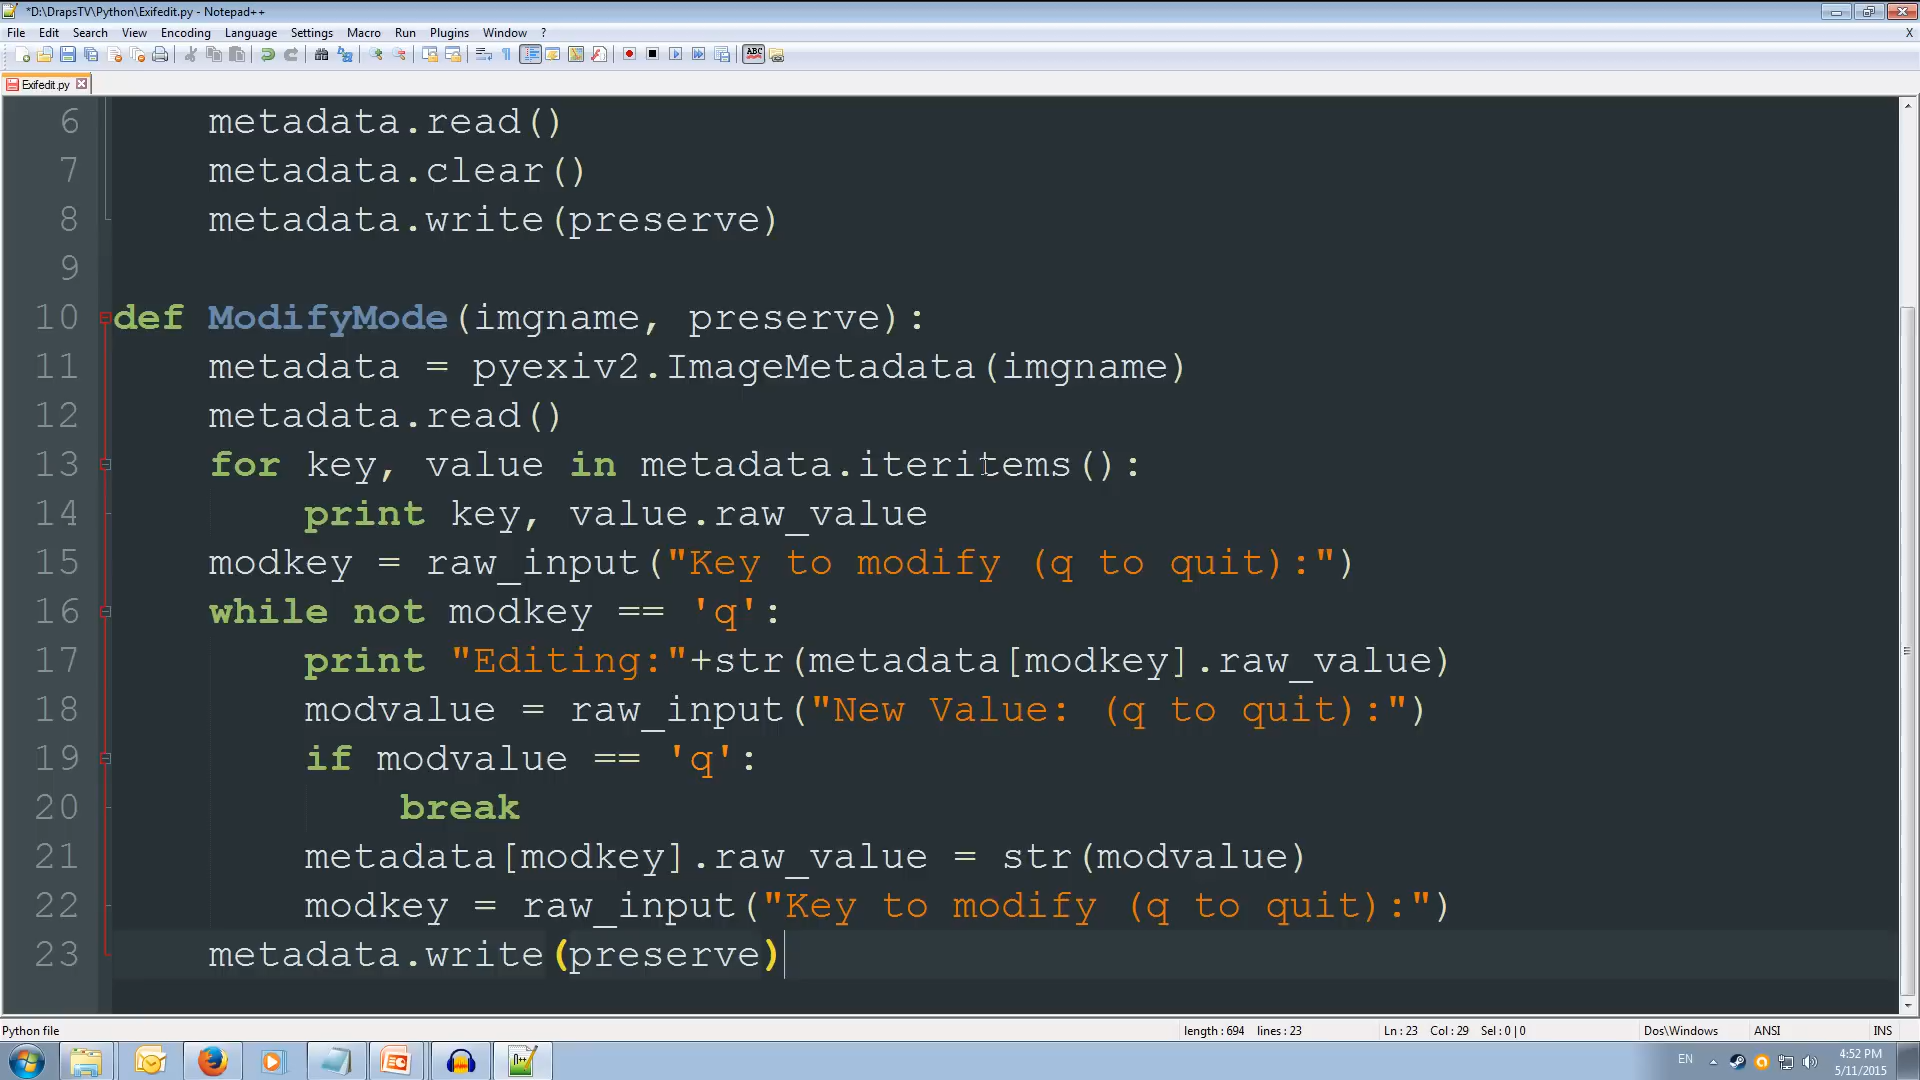 *D:\DrapsTV\Python\Exifedit.py - Notepad++
File Edit Search View Encoding Language Settings Macro Run Plugins Window ? X
ABC
Exifedit.py
6 metadata.read()
7 metadata.clear()
8 metadata.write(preserve)
9
10 def ModifyMode(imgname, preserve):
11 metadata = pyexiv2.ImageMetadata(imgname)
12 metadata.read()
13 for key, value in metadata.iteritems():
14 print key, value.raw_value
15 modkey = raw_input("Key to modify (q to quit):")
16 while not modkey == 'q':
17 print "Editing:"+str(metadata[modkey].raw_value)
18 modvalue = raw_input("New Value: (q to quit):")
19 if modvalue == 'q':
20 break
21 metadata[modkey].raw_value = str(modvalue)
22 modkey = raw_input("Key to modify (q to quit):")
23 metadata.write(preserve)
Python file length : 694 lines : 23 Ln : 23 Col : 29 Sel : 0 | 0 Dos\Windows ANSI INS
EN 4:52 PM
5/11/2015